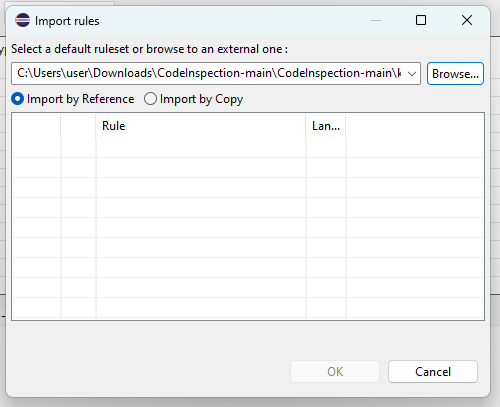 Import rules
Select a default ruleset or browse to an external one :
C:\Users\user\Downloads\CodeInspection-main\CodeInspection-main\k
Browse...
Import by Reference Import by Copy
Rule Lan...
OK Cancel